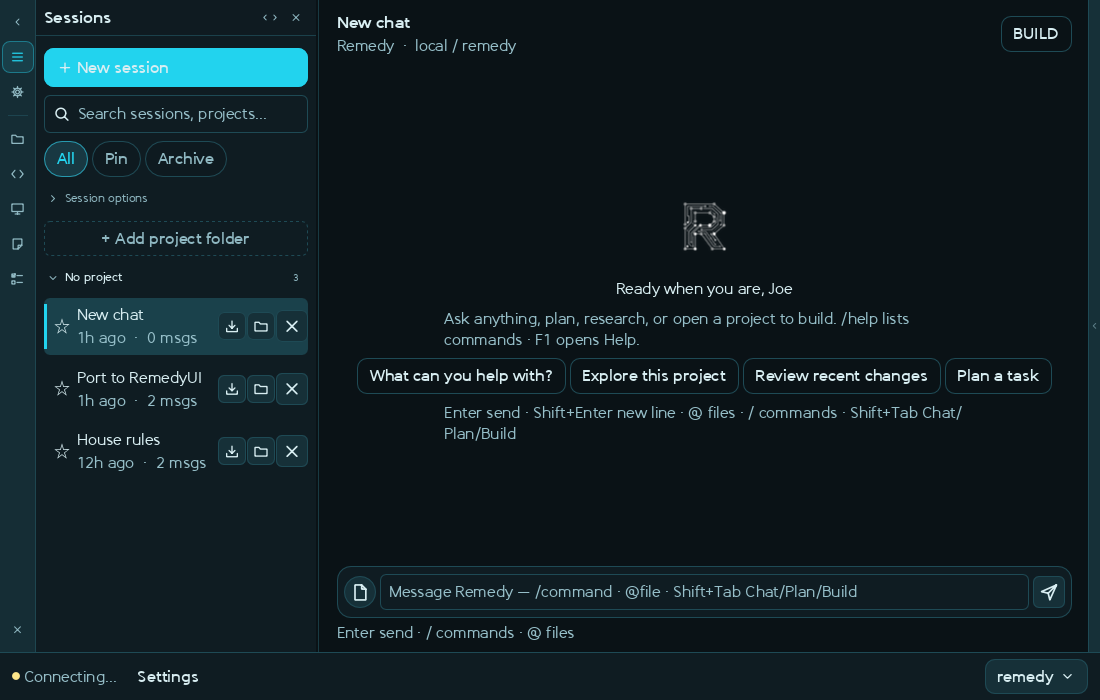 Sessions
+ New session
Search sessions, projects...
All
Pin
Archive
Session options
+ Add project folder
No project
3
New chat
1h ago · 0 msgs
Port to RemedyUI
1h ago · 2 msgs
House rules
12h ago · 2 msgs
New chat
Remedy · local / remedy
BUILD
R
Ready when you are, Joe
Ask anything, plan, research, or open a project to build. /help lists
commands · F1 opens Help.
What can you help with?
Explore this project
Review recent changes
Plan a task
Enter send · Shift+Enter new line · @ files · / commands · Shift+Tab Chat/
Plan/Build
Message Remedy — /command · @file · Shift+Tab Chat/Plan/Build
Enter send · / commands · @ files
Connecting...
Settings
remedy